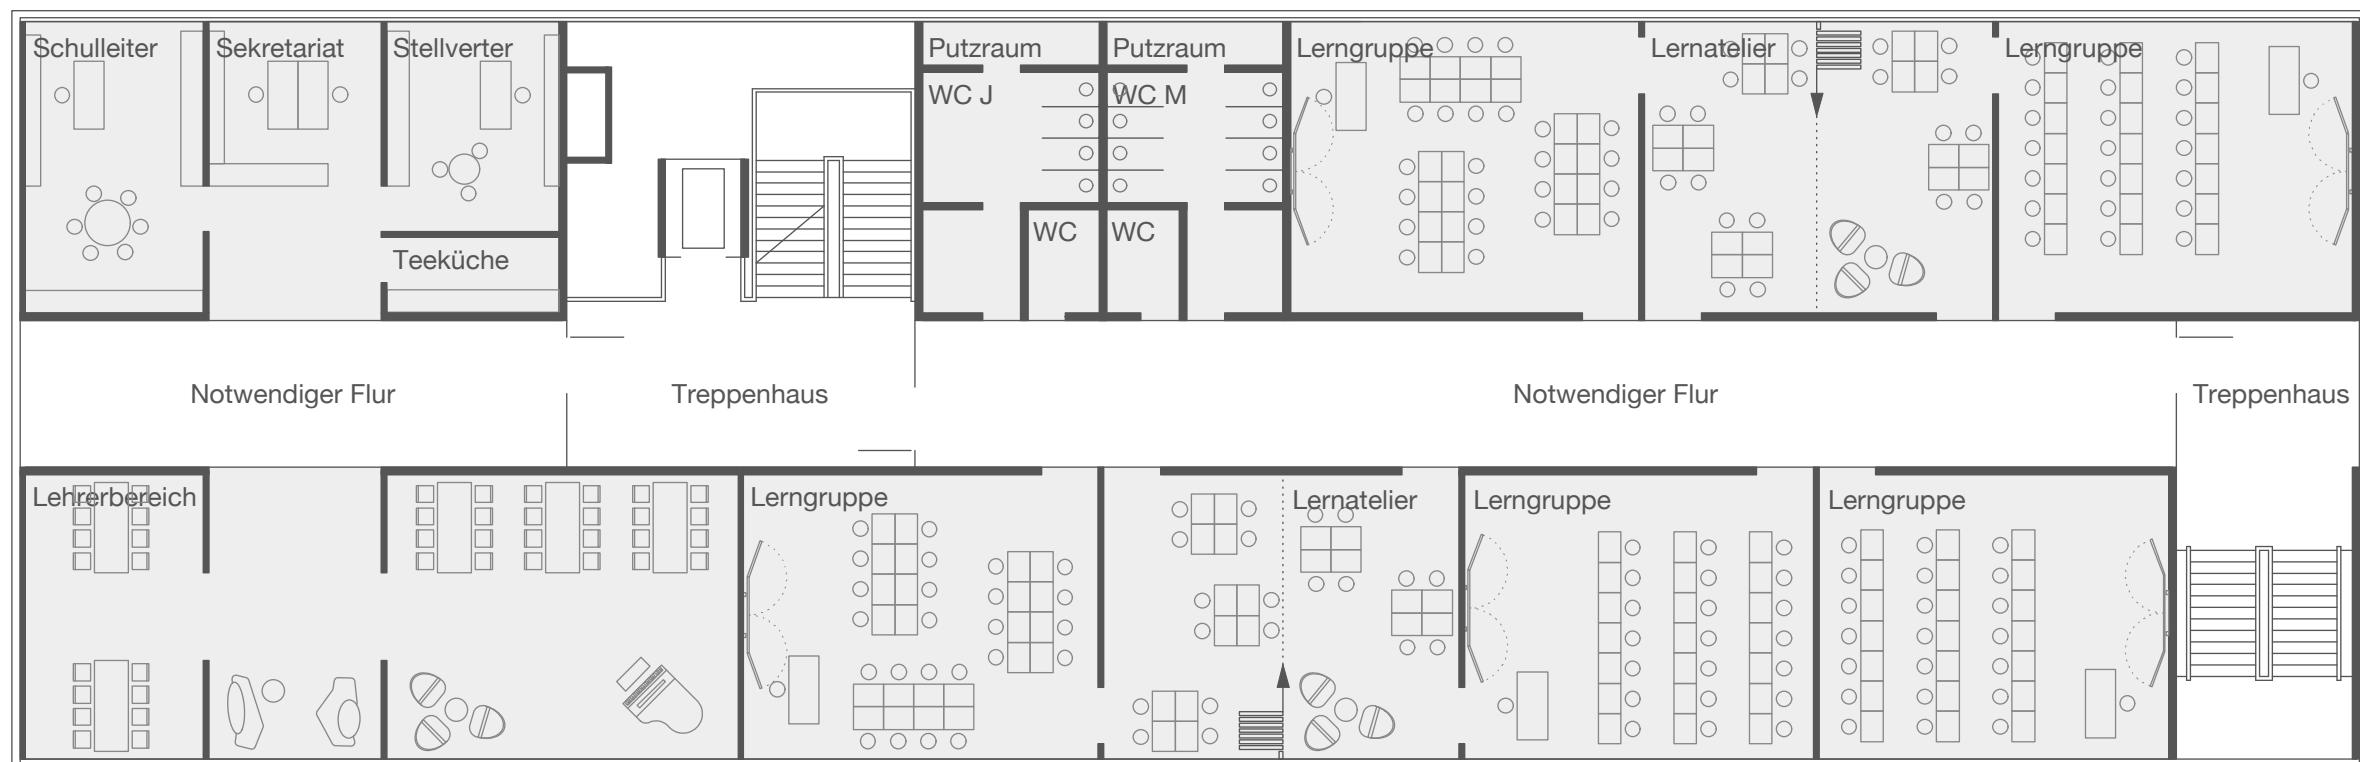 Schulleiter
Sekretariat
Stellverter
Putzraum
Putzraum
Lerngruppe
Lernatelier
Lerngruppe
WC J
WC M
WC
WC
Teeküche
Notwendiger Flur
Treppenhaus
Notwendiger Flur
Treppenhaus
Lehrerbereich
Lerngruppe
Lernatelier
Lerngruppe
Lerngruppe